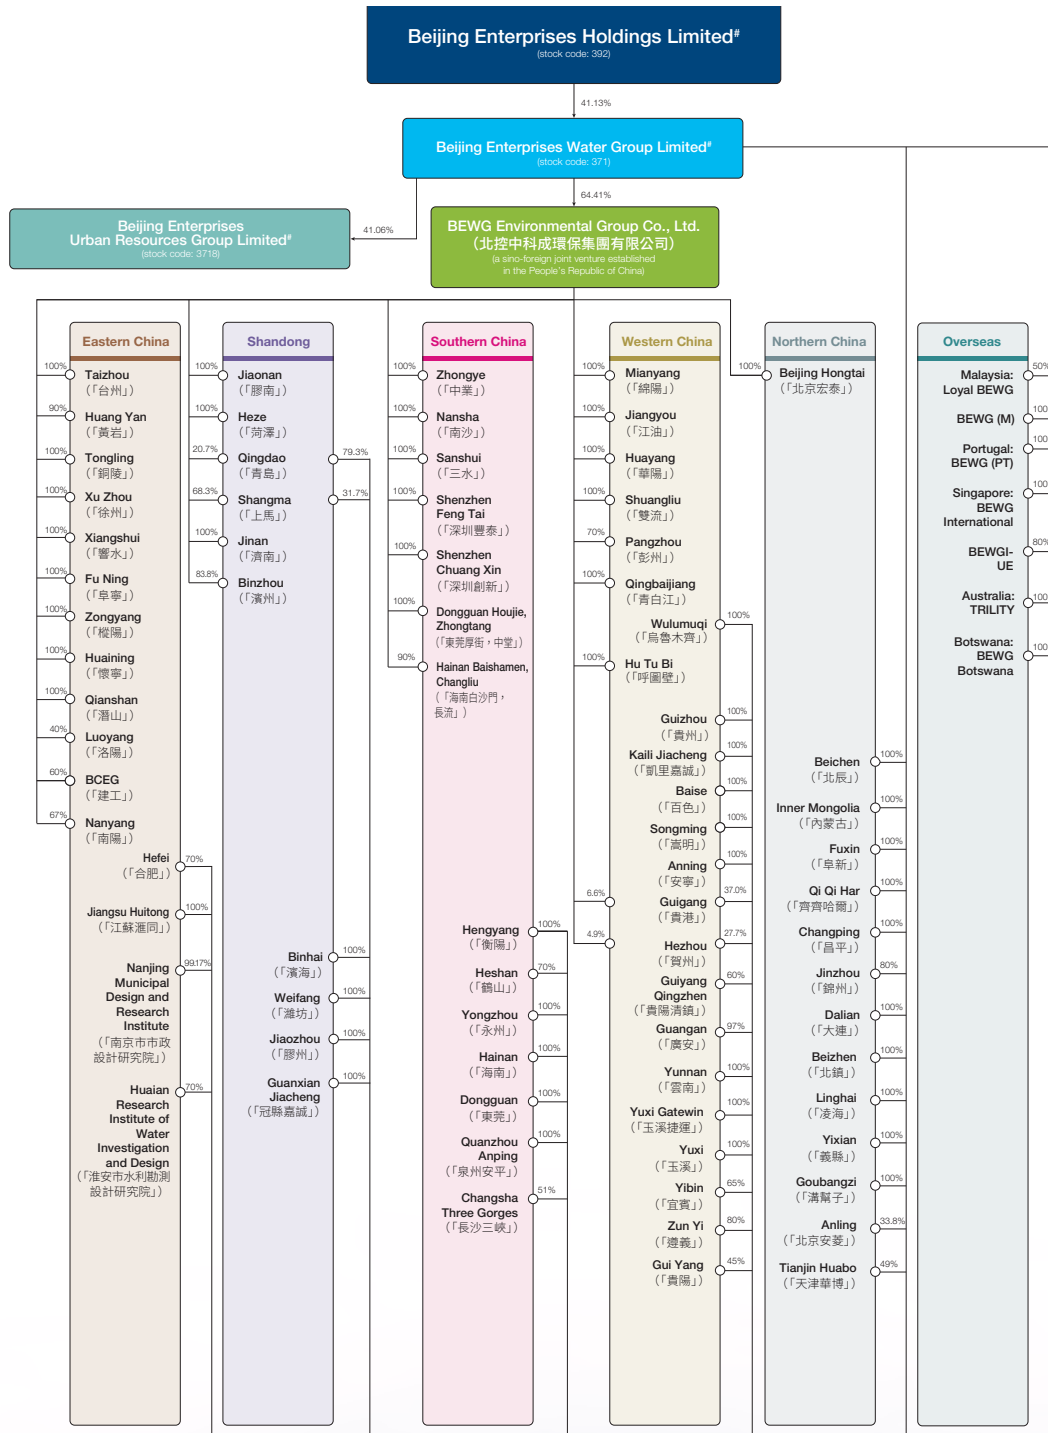 Beijing Enterprises Holdings Limited#
(stock code: 392)
41.13%
Beijing Enterprises Water Group Limited#
(stock code: 371)
64.41%
41.06%
Beijing Enterprises
Urban Resources Group Limited#
(stock code: 3718)
BEWG Environmental Group Co., Ltd.
(北控中科成環保集團有限公司)
(a sino-foreign joint venture established
in the People's Republic of China)
Eastern China
100%
Taizhou
(「台州」)
90%
Huang Yan
(「黃岩」)
100%
Tongling
(「銅陵」)
100%
Xu Zhou
(「徐州」)
100%
Xiangshui
(「響水」)
100%
Fu Ning
(「阜寧」)
100%
Zongyang
(「樅陽」)
100%
Huaining
(「懷寧」)
100%
Qianshan
(「潛山」)
40%
Luoyang
(「洛陽」)
60%
BCEG
(「建工」)
67%
Nanyang
(「南陽」)
Hefei
70%
(「合肥」)
Jiangsu Huitong
100%
(「江蘇滙同」)
Nanjing
99.17%
Municipal
Design and
Research
Institute
(「南京市市政
設計研究院」)
Huaian
70%
Research
Institute of
Water
Investigation
and Design
(「淮安市水利勘測
設計研究院」)
Shandong
100%
Jiaonan
(「膠南」)
100%
Heze
(「菏澤」)
20.7%
Qingdao
79.3%
(「青島」)
68.3%
Shangma
31.7%
(「上馬」)
100%
Jinan
(「濟南」)
83.8%
Binzhou
(「濱州」)
Binhai
100%
(「濱海」)
Weifang
100%
(「濰坊」)
Jiaozhou
100%
(「膠州」)
Guanxian
100%
Jiacheng
(「冠縣嘉誠」)
Southern China
100%
Zhongye
(「中業」)
100%
Nansha
(「南沙」)
100%
Sanshui
(「三水」)
100%
Shenzhen
Feng Tai
(「深圳豐泰」)
100%
Shenzhen
Chuang Xin
(「深圳創新」)
100%
Dongguan Houjie,
Zhongtang
(「東莞厚街，中堂」)
90%
Hainan Baishamen,
Changliu
(「海南白沙門，
長流」)
Hengyang
100%
(「衡陽」)
Heshan
70%
(「鶴山」)
Yongzhou
100%
(「永州」)
Hainan
100%
(「海南」)
Dongguan
100%
(「東莞」)
Quanzhou
100%
Anping
(「泉州安平」)
Changsha
51%
Three Gorges
(「長沙三峽」)
Western China
100%
Mianyang
(「綿陽」)
100%
Jiangyou
(「江油」)
100%
Huayang
(「華陽」)
100%
Shuangliu
(「雙流」)
70%
Pangzhou
(「彭州」)
100%
Qingbaijiang
(「青白江」)
Wulumuqi
100%
(「烏魯木齊」)
100%
Hu Tu Bi
(「呼圖壁」)
Guizhou
100%
(「貴州」)
Kaili Jiacheng
100%
(「凱里嘉誠」)
Baise
100%
(「百色」)
Songming
100%
(「嵩明」)
Anning
100%
(「安寧」)
6.6%
Guigang
37.0%
(「貴港」)
4.9%
Hezhou
27.7%
(「賀州」)
Guiyang
60%
Qingzhen
(「貴陽清鎮」)
Guangan
97%
(「廣安」)
Yunnan
100%
(「雲南」)
Yuxi Gatewin
100%
(「玉溪捷運」)
Yuxi
100%
(「玉溪」)
Yibin
65%
(「宜賓」)
Zun Yi
80%
(「遵義」)
Gui Yang
45%
(「貴陽」)
Northern China
100%
Beijing Hongtai
(「北京宏泰」)
Beichen
100%
(「北辰」)
Inner Mongolia
100%
(「內蒙古」)
Fuxin
100%
(「阜新」)
Qi Qi Har
100%
(「齊齊哈爾」)
Changping
100%
(「昌平」)
Jinzhou
80%
(「錦州」)
Dalian
100%
(「大連」)
Beizhen
100%
(「北鎮」)
Linghai
100%
(「凌海」)
Yixian
100%
(「義縣」)
Goubangzi
100%
(「溝幫子」)
Anling
33.8%
(「北京安菱」)
Tianjin Huabo
49%
(「天津華博」)
Overseas
Malaysia:
50%
Loyal BEWG
BEWG (M)
100%
Portugal:
100%
BEWG (PT)
Singapore:
100%
BEWG
International
BEWGI-
80%
UE
Australia:
100%
TRILITY
Botswana:
100%
BEWG
Botswana